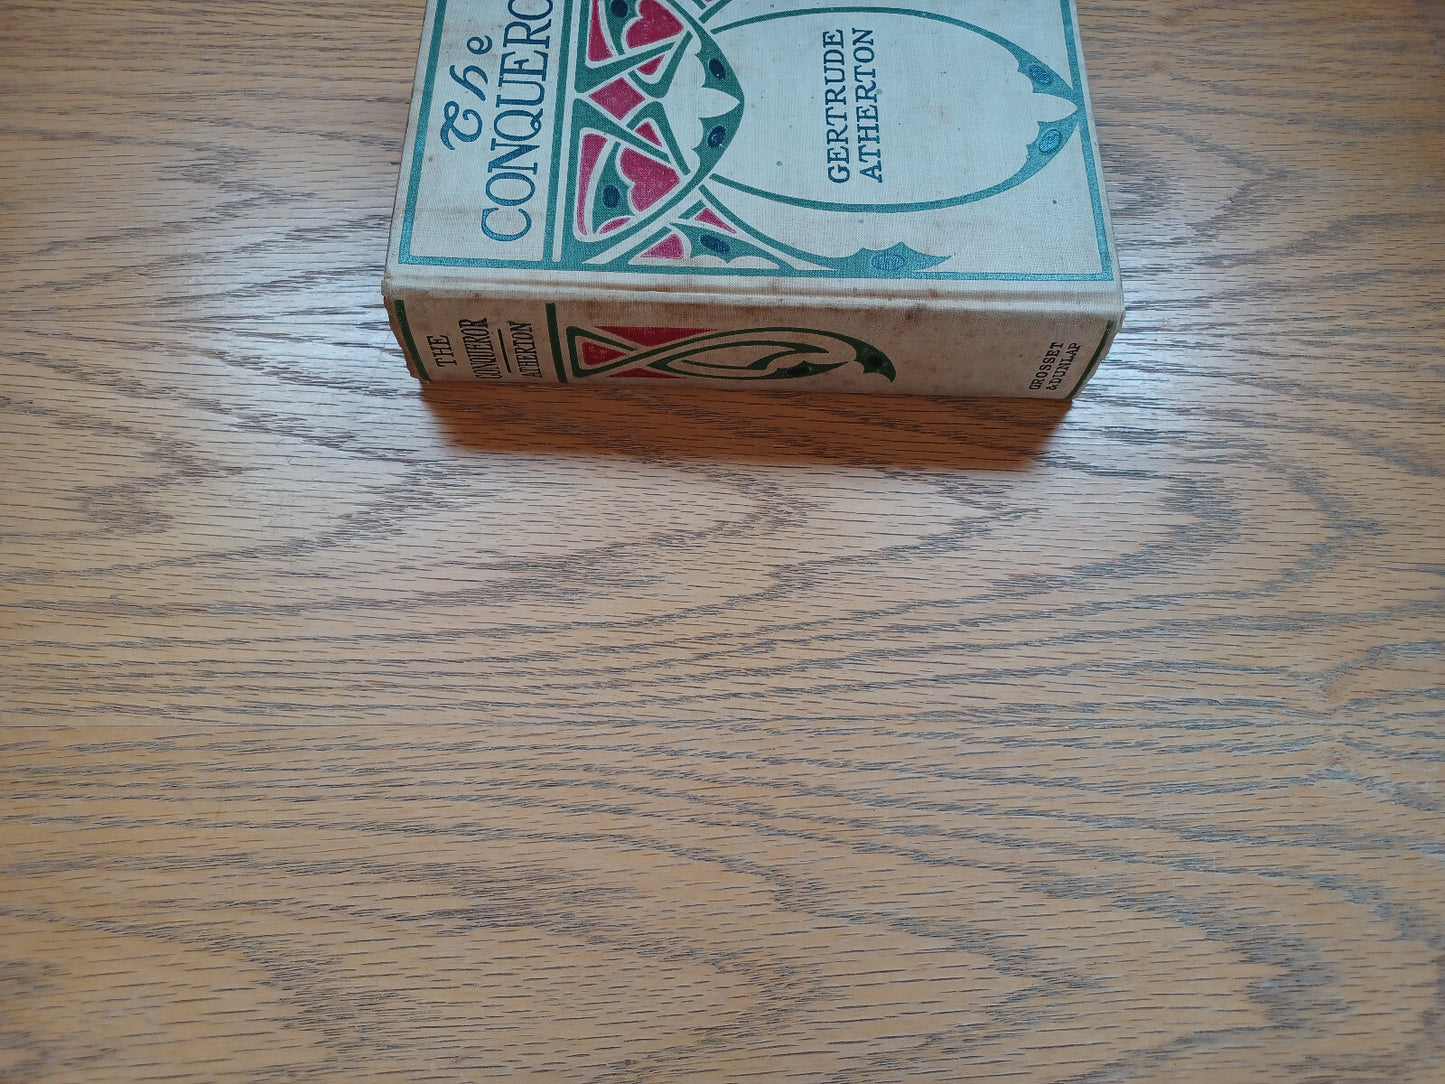 The
CONQUERO
GERTRUDE
ATHERTON
THE
CONQUEROR
ATHERTON
GROSSET
&DUNLAP